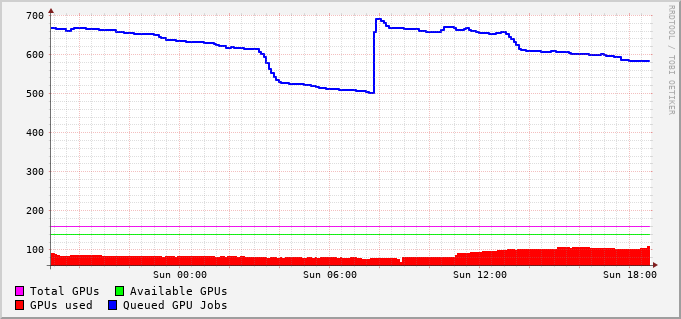 700
600
500
400
300
200
100
Sun 00:00 Sun 06:00 Sun 12:00 Sun 18:00
Total GPUs Available GPUs
GPUs used Queued GPU Jobs
RRDTOOL / TOBI OETIKER